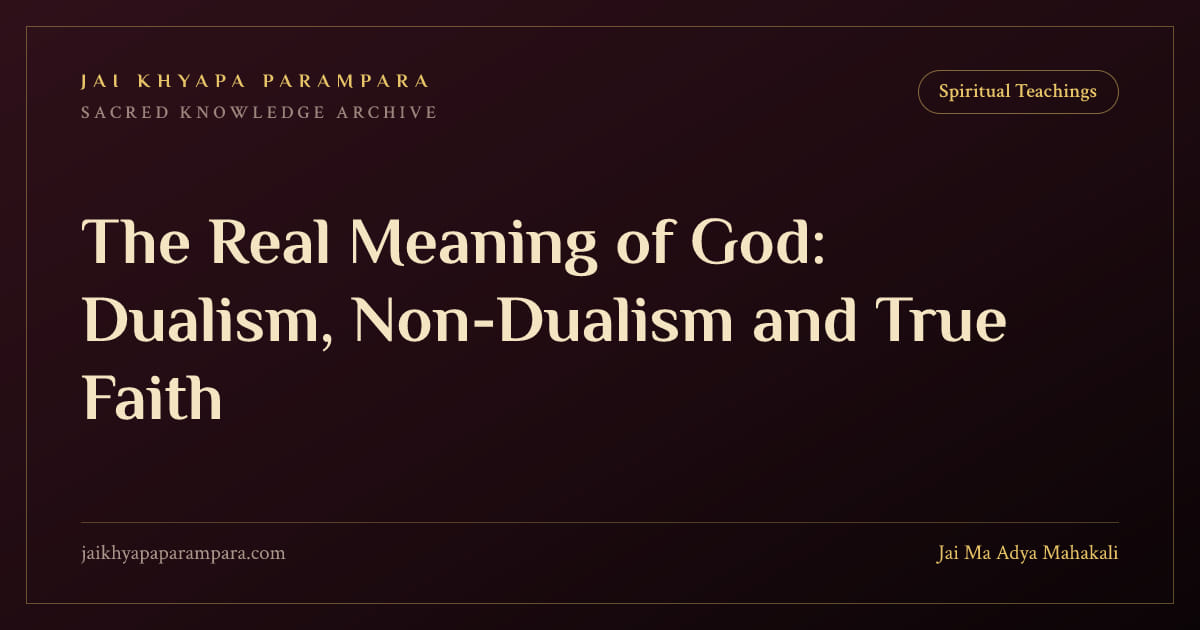 JAI KHYAPA PARAMPARA
SACRED KNOWLEDGE ARCHIVE
Spiritual Teachings
The Real Meaning of God:
Dualism, Non-Dualism and True
Faith
jaikhyapaparampara.com
Jai Ma Adya Mahakali